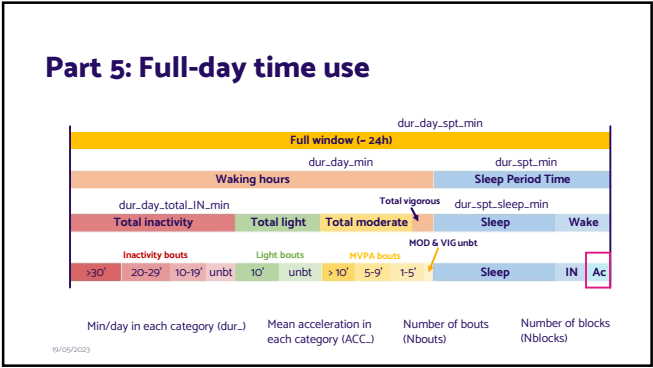 Part 5: Full-day time use
dur_day_spt_min
Full window (~ 24h)
dur_day_min
dur_spt_min
Waking hours
Sleep Period Time
dur_day_total_IN_min
Total vigorous
dur_spt_sleep_min
Total inactivity
Total light
Total moderate
Sleep
Wake
MOD & VIG unbt
Inactivity bouts
Light bouts
MVPA bouts
>30'
20-29'
10-19'
unbt
10'
unbt
> 10'
5-9'
1-5'
Sleep
IN
Ac
Min/day in each category (dur_)
Mean acceleration in
each category (ACC_)
Number of bouts
(Nbouts)
Number of blocks
(Nblocks)
19/05/2023